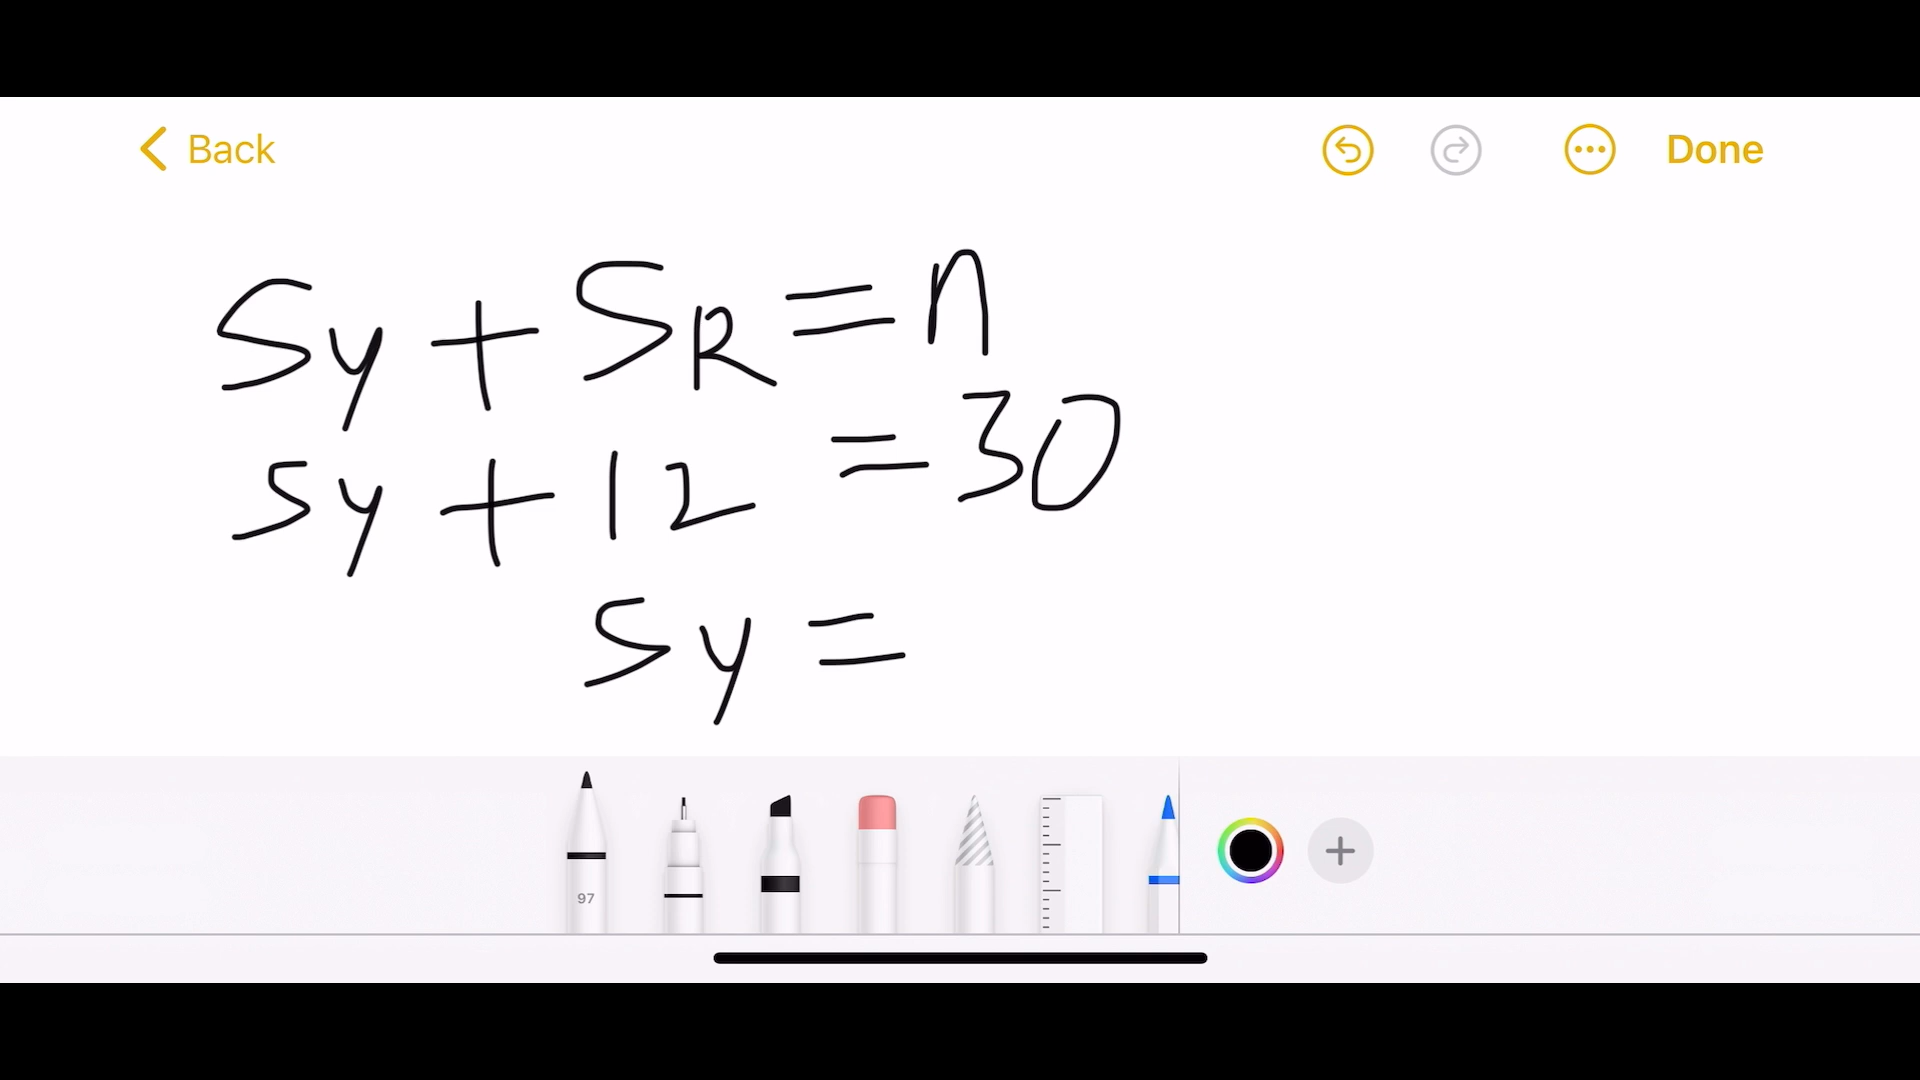 Back Done
Sy + SR = n
Sy + 12 = 30
Sy =
97